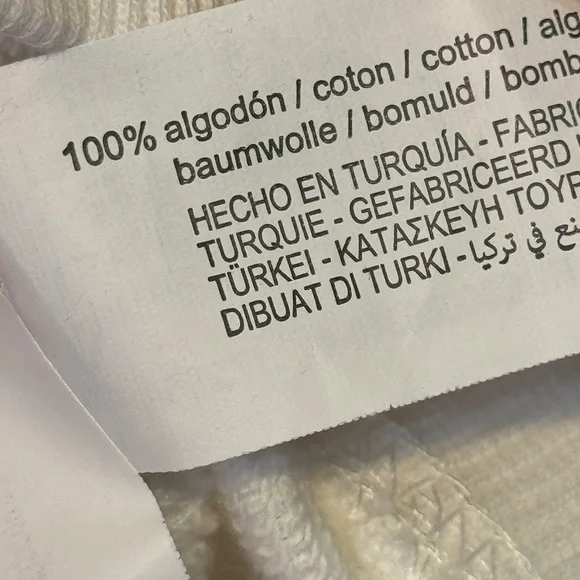 100% algodón / coton / cotton / alg
baumwolle / bomuld / bomb
HECHO EN TURQUÍA - FABRIC
TURQUIE - GEFABRICEERD
TÜRKEI - ΚΑΤΑΣΚΕΥΗ ΤΟΥΡ
DIBUAT DI TURKI - صنع في تركيا